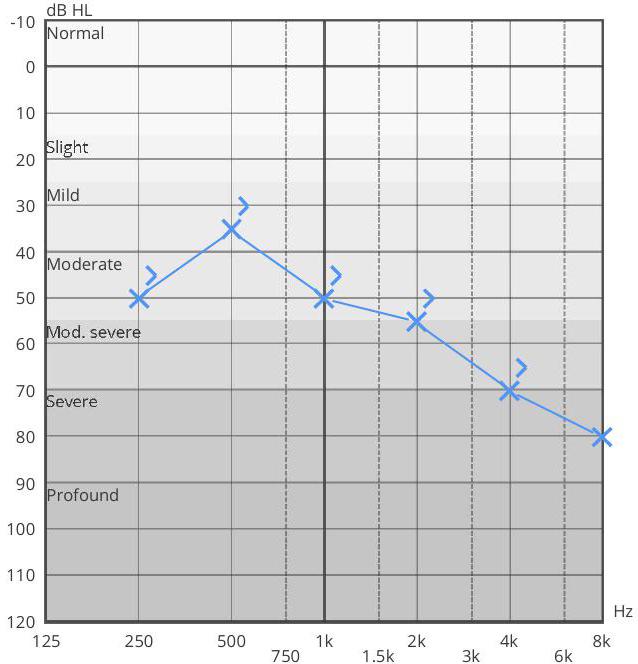 dB HL
-10
Normal
0
10
Slight
20
Mild
30
40
Moderate
50
Mod. severe
60
70
Severe
80
90
Profound
100
110
120
Hz
125 250 500 1k 2k 4k 8k
750 1.5k 3k 6k